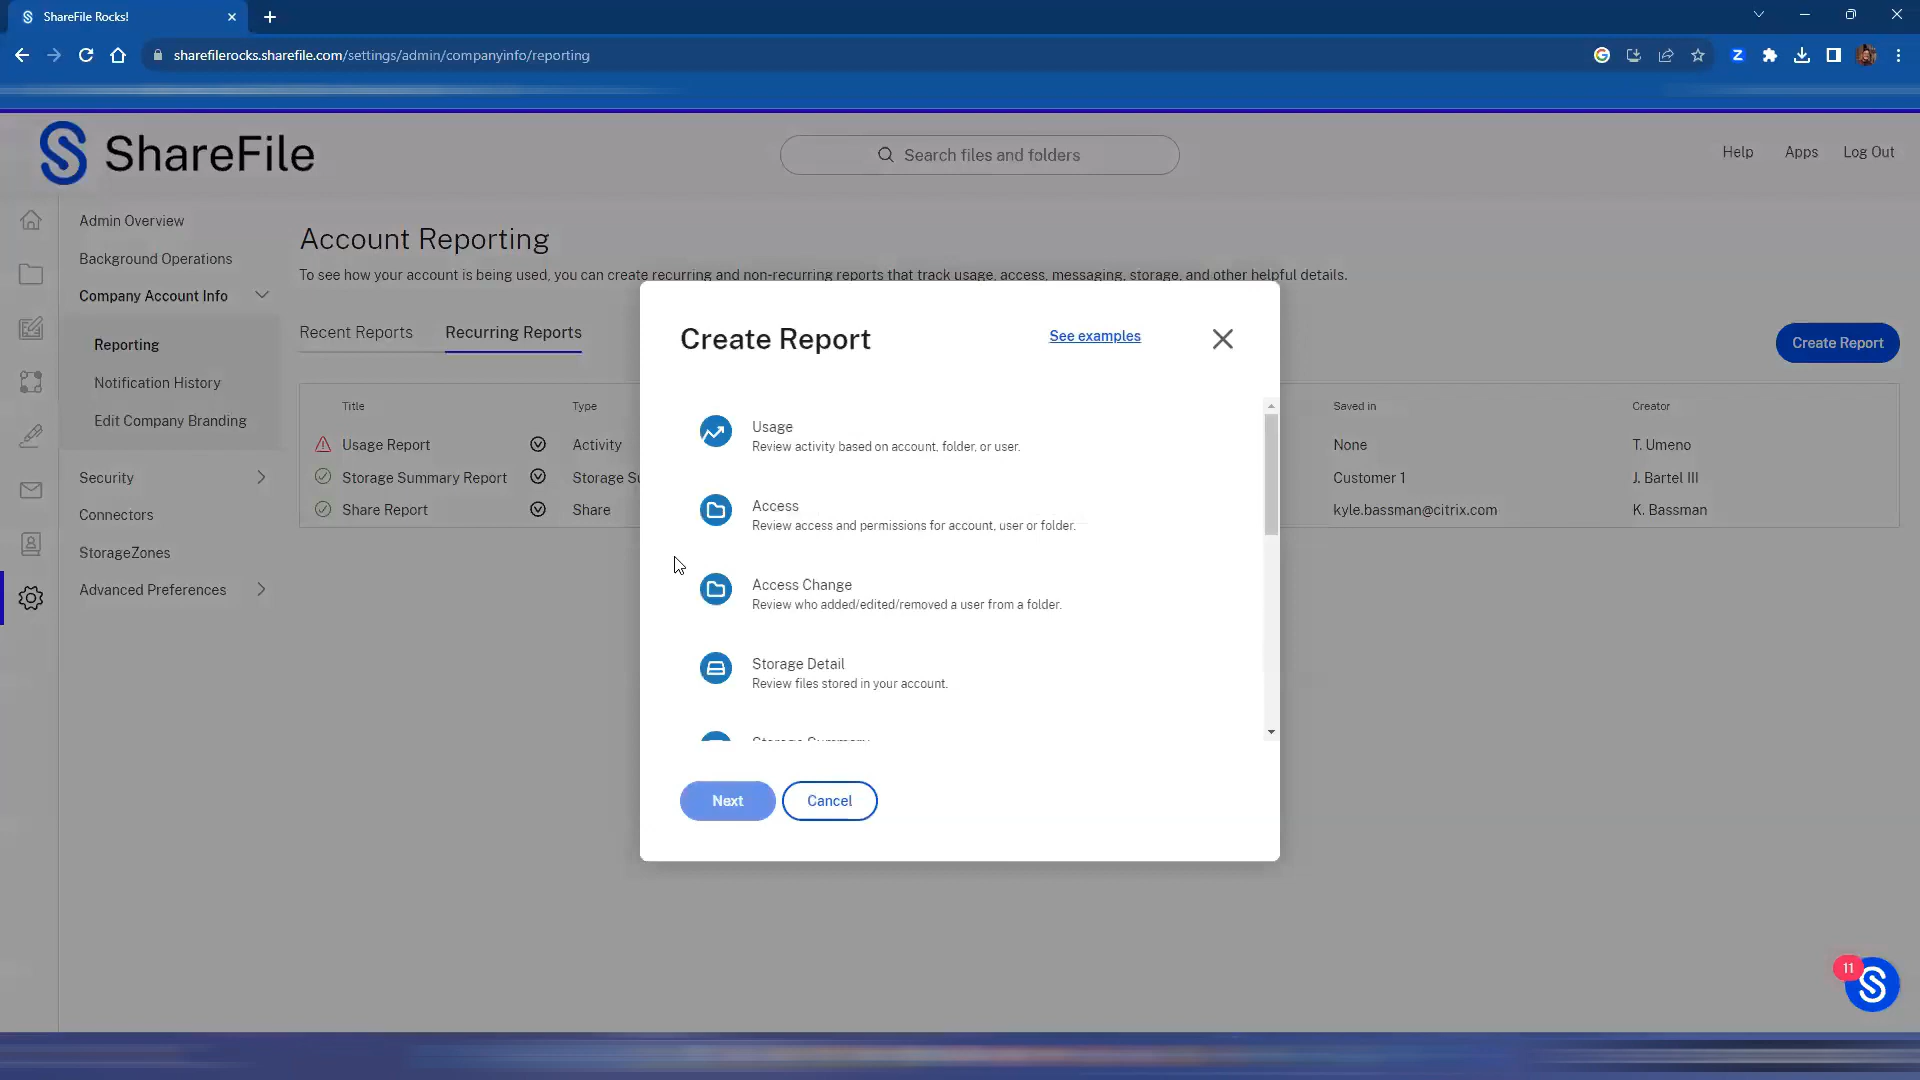 ShareFile Rocks!
sharefilerocks.sharefile.com/settings/admin/companyinfo/reporting
ShareFile
Search files and folders
Help Apps Log Out
Admin Overview
Background Operations
Company Account Info
Reporting
Notification History
Edit Company Branding
Security
Connectors
StorageZones
Advanced Preferences
Account Reporting
To see how your account is being used, you can create recurring and non-recurring reports that track usage, access, messaging, storage, and other helpful details.
Recent Reports Recurring Reports
Create Report
Title Type Saved in Creator
Usage Report Activity None T. Umeno
Storage Summary Report Storage Su Customer 1 J. Bartel III
Share Report Share kyle.bassman@citrix.com K. Bassman
Create Report
See examples
Usage
Review activity based on account, folder, or user.
Access
Review access and permissions for account, user or folder.
Access Change
Review who added/edited/removed a user from a folder.
Storage Detail
Review files stored in your account.
Storage Summary
Next Cancel
11